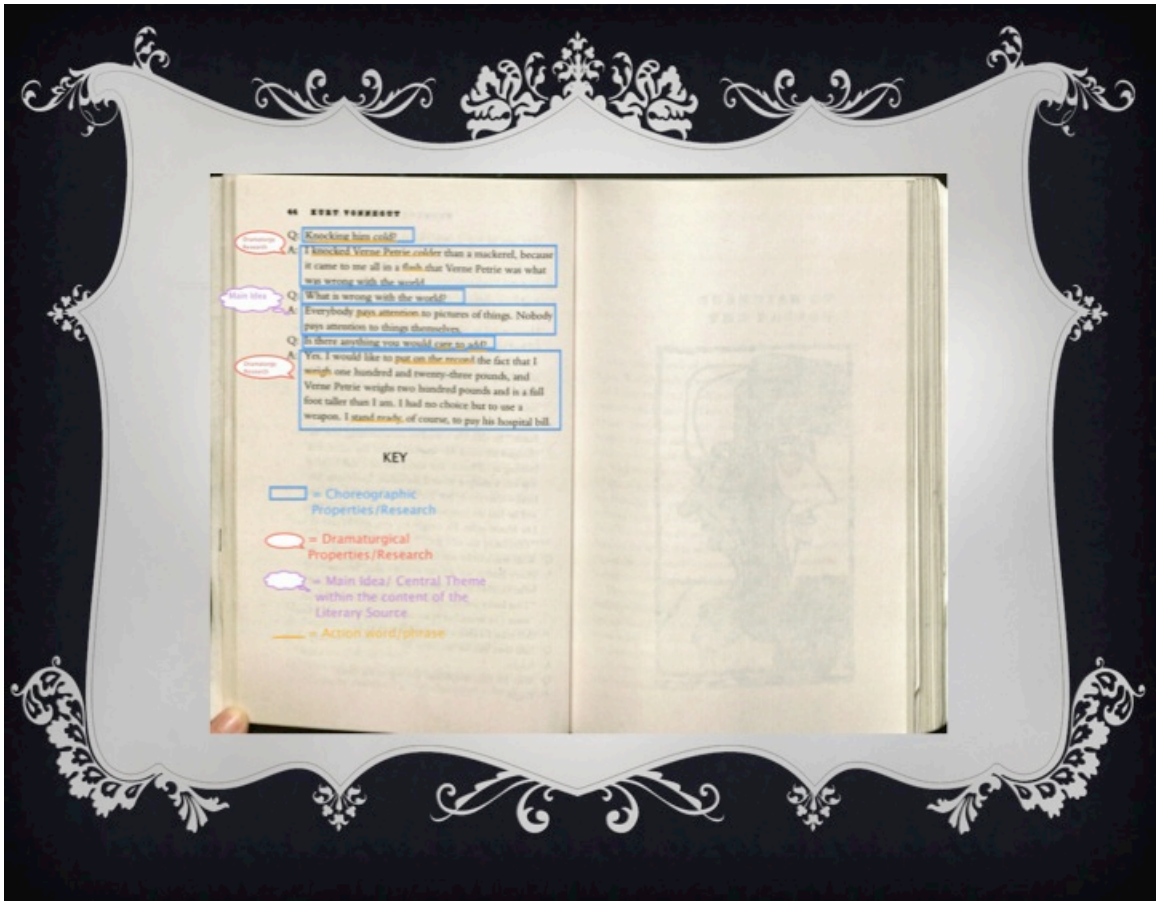 66 KURT VONNEGUT
Q: Knocking him cold?
A: I knocked Verne Petrie colder than a mackerel, because
it came to me all in a flash that Verne Petrie was what
was wrong with the world.
Q: What is wrong with the world?
A: Everybody pays attention to pictures of things. Nobody
pays attention to things themselves.
Q: Is there anything you would care to add?
A: Yes. I would like to put on the record the fact that I
weigh one hundred and twenty-three pounds, and
Verne Petrie weighs two hundred pounds and is a full
foot taller than I am. I had no choice but to use a
weapon. I stand ready, of course, to pay his hospital bill.
Dramaturge
Research
Main Idea
Dramaturge
Research
KEY
= Choreographic
Properties/Research
= Dramaturgical
Properties/Research
= Main Idea/ Central Theme
within the content of the
Literary Source.
= Action word/phrase